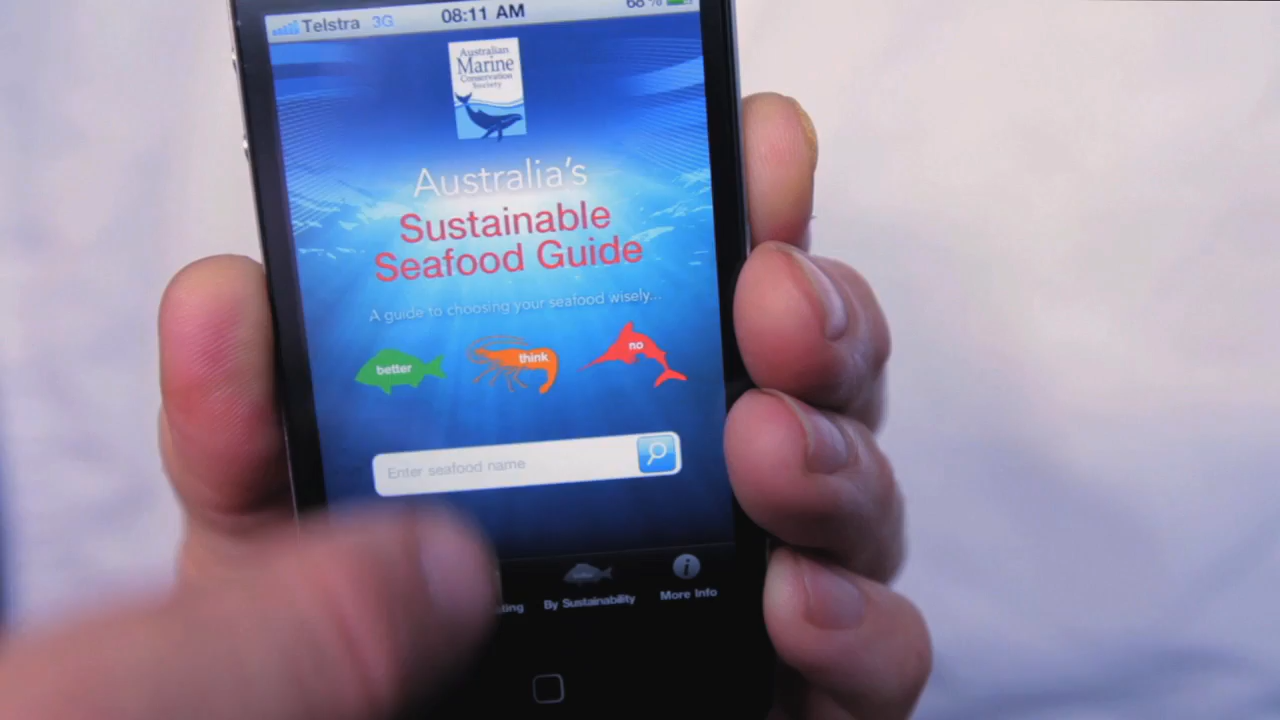 Telstra 3G 08:11 AM 68 %
Australian
Marine
Conservation
Society
Australia's
Sustainable
Seafood Guide
A guide to choosing your seafood wisely...
better think no
Enter seafood name
By Sustainability More Info